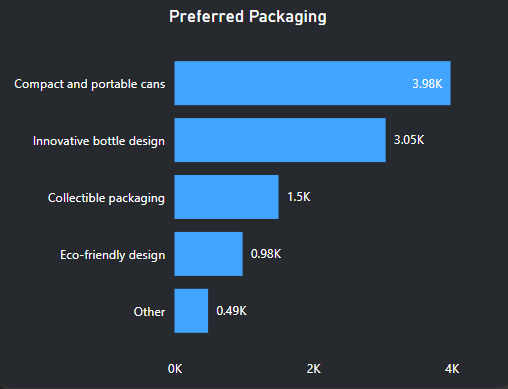 Preferred Packaging
Compact and portable cans 3.98K
Innovative bottle design 3.05K
Collectible packaging 1.5K
Eco-friendly design 0.98K
Other 0.49K
0K 2K 4K